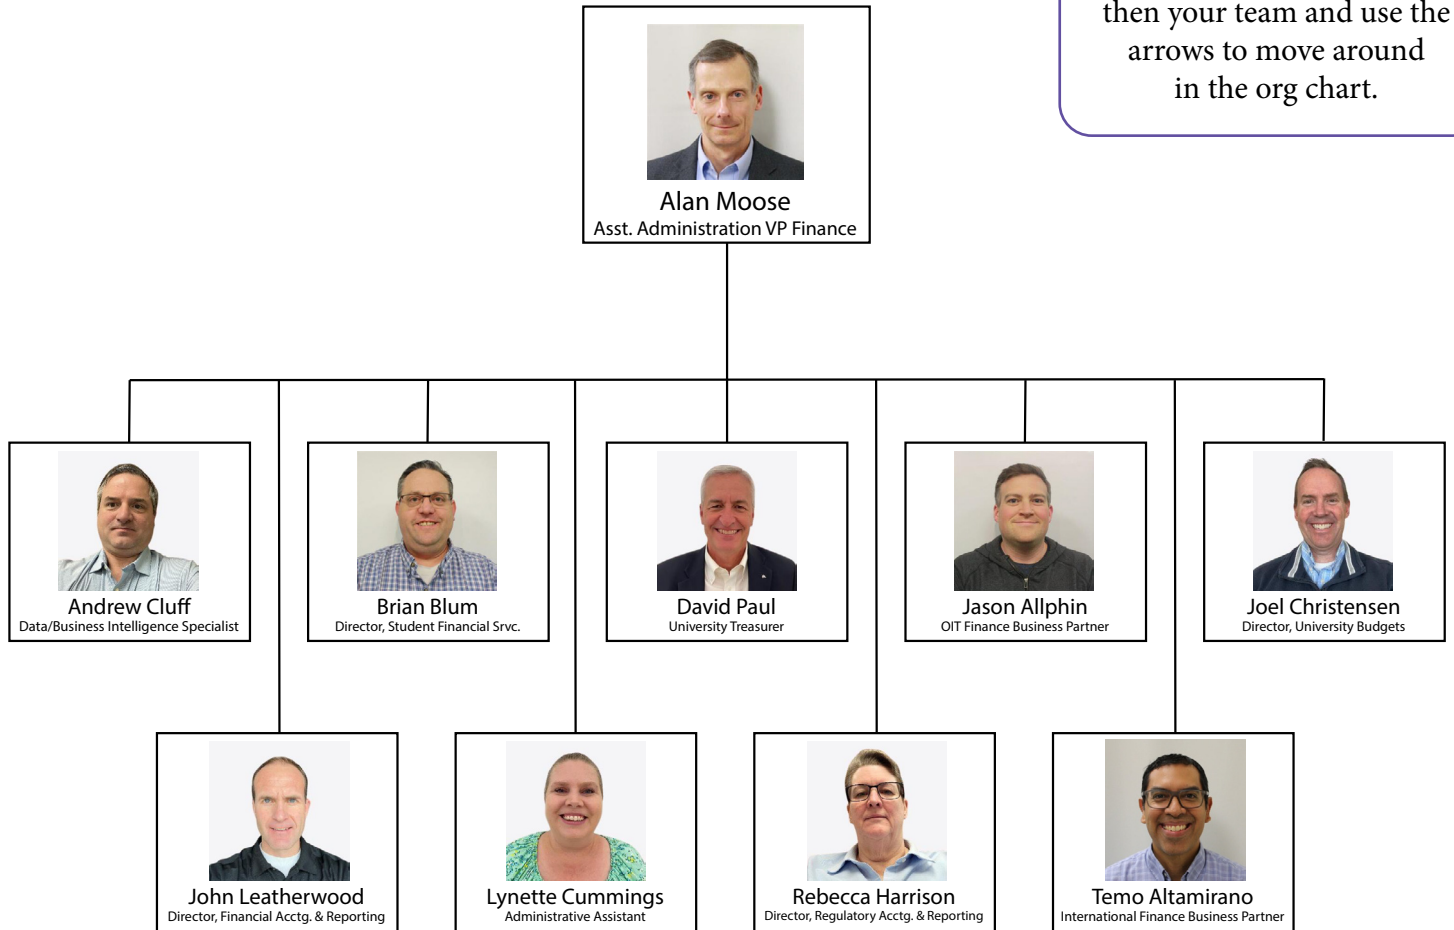 then your team and use the
arrows to move around
in the org chart.
Alan Moose
Asst. Administration VP Finance
Andrew Cluff
Data/Business Intelligence Specialist
Brian Blum
Director, Student Financial Srvc.
David Paul
University Treasurer
Jason Allphin
OIT Finance Business Partner
Joel Christensen
Director, University Budgets
John Leatherwood
Director, Financial Acctg. & Reporting
Lynette Cummings
Administrative Assistant
Rebecca Harrison
Director, Regulatory Acctg. & Reporting
Temo Altamirano
International Finance Business Partner